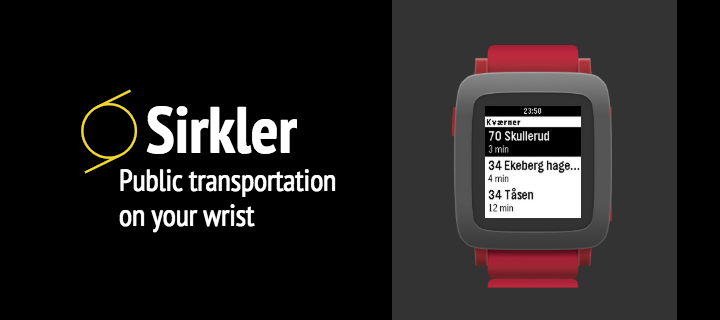 Sirkler
Public transportation
on your wrist
23:50
Kværner
70 Skullerud
3 min
34 Ekeberg hage...
4 min
34 Tåsen
12 min